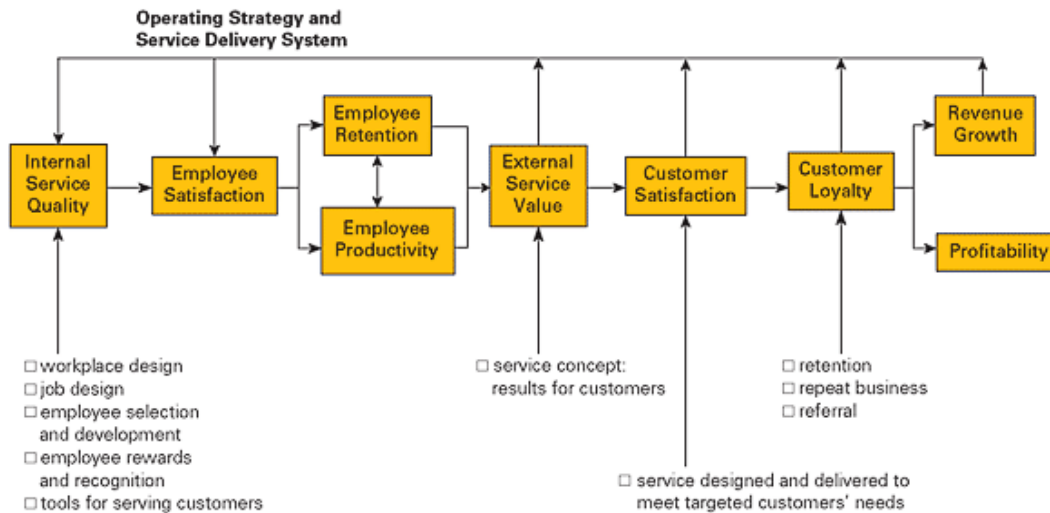 Operating Strategy and
Service Delivery System
Internal
Service
Quality
Employee
Satisfaction
Employee
Retention
Employee
Productivity
External
Service
Value
Customer
Satisfaction
Customer
Loyalty
Revenue
Growth
Profitability
□ workplace design
□ job design
□ employee selection
and development
□ employee rewards
and recognition
□ tools for serving customers
□ service concept:
results for customers
□ service designed and delivered to
meet targeted customers’ needs
□ retention
□ repeat business
□ referral